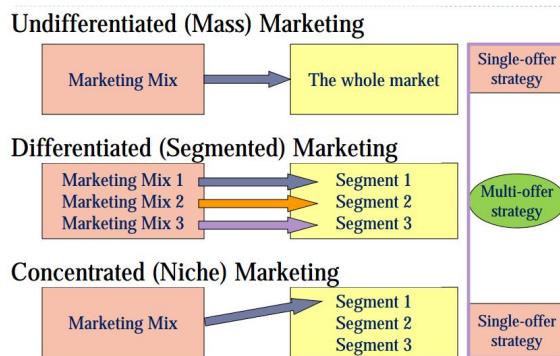 Undifferentiated (Mass) Marketing
Marketing Mix
The whole market
Single-offer
strategy
Differentiated (Segmented) Marketing
Marketing Mix 1
Marketing Mix 2
Marketing Mix 3
Segment 1
Segment 2
Segment 3
Multi-offer
strategy
Concentrated (Niche) Marketing
Marketing Mix
Segment 1
Segment 2
Segment 3
Single-offer
strategy